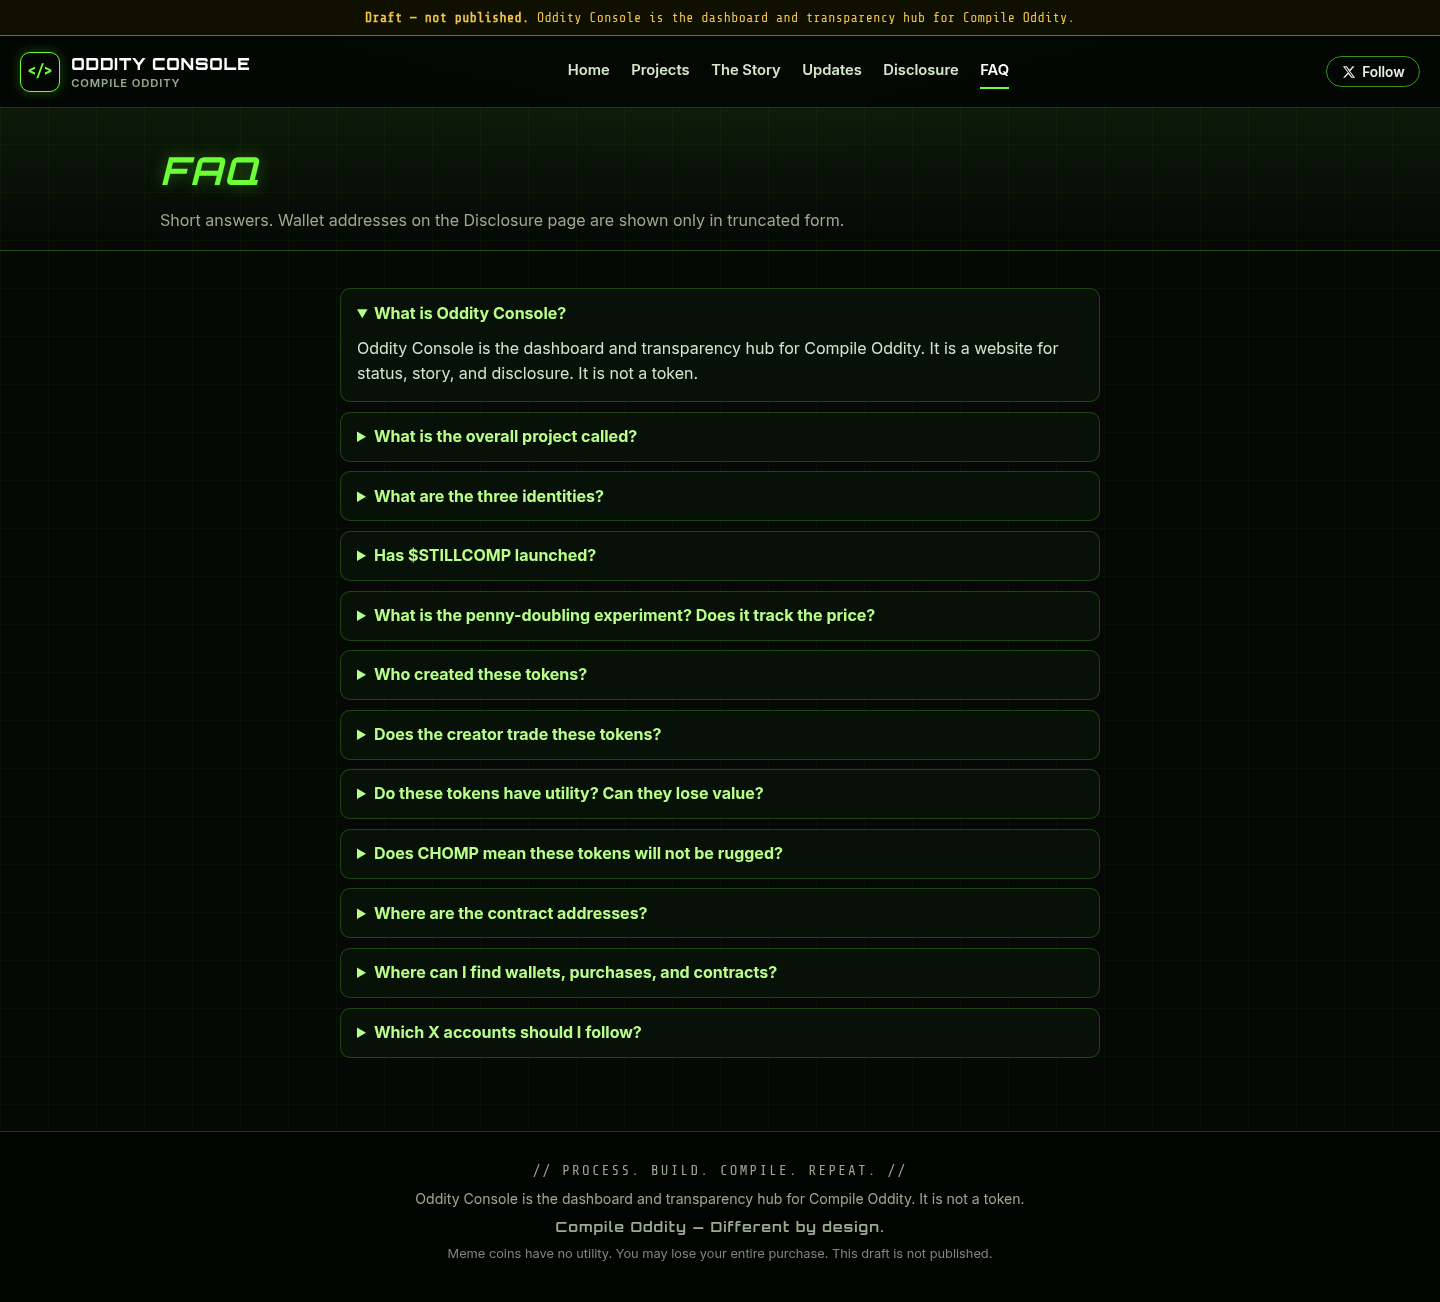 Draft — not published. Oddity Console is the dashboard and transparency hub for Compile Oddity.
</>
ODDITY CONSOLE
COMPILE ODDITY
Home Projects The Story Updates Disclosure FAQ
Follow
FAQ
Short answers. Wallet addresses on the Disclosure page are shown only in truncated form.
What is Oddity Console?
Oddity Console is the dashboard and transparency hub for Compile Oddity. It is a website for
status, story, and disclosure. It is not a token.
What is the overall project called?
What are the three identities?
Has $STILLCOMP launched?
What is the penny-doubling experiment? Does it track the price?
Who created these tokens?
Does the creator trade these tokens?
Do these tokens have utility? Can they lose value?
Does CHOMP mean these tokens will not be rugged?
Where are the contract addresses?
Where can I find wallets, purchases, and contracts?
Which X accounts should I follow?
// PROCESS. BUILD. COMPILE. REPEAT. //
Oddity Console is the dashboard and transparency hub for Compile Oddity. It is not a token.
Compile Oddity — Different by design.
Meme coins have no utility. You may lose your entire purchase. This draft is not published.